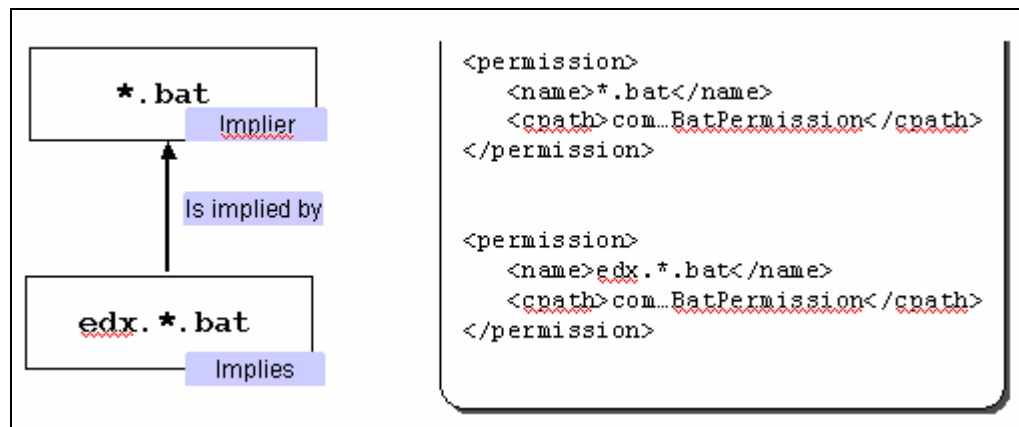 *.bat
Implier
Is implied by
edx.*.bat
Implies
<permission>
<name>*.bat</name>
<cpath>com…BatPermission</cpath>
</permission>
<permission>
<name>edx.*.bat</name>
<cpath>com…BatPermission</cpath>
</permission>